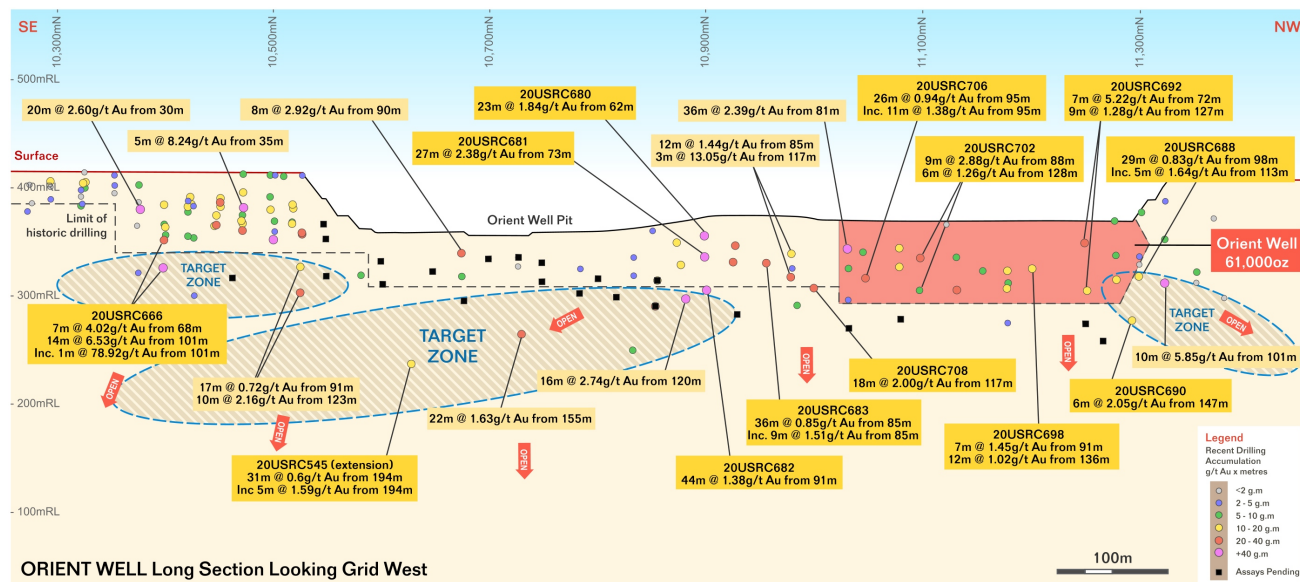 SE
NW
10,300mN
10,500mN
10,700mN
10,900mN
11,100mN
11,300mN
500mRL
400mRL
300mRL
200mRL
100mRL
20m @ 2.60g/t Au from 30m
5m @ 8.24g/t Au from 35m
8m @ 2.92g/t Au from 90m
20USRC681
27m @ 2.38g/t Au from 73m
20USRC680
23m @ 1.84g/t Au from 62m
12m @ 1.44g/t Au from 85m
3m @ 13.05g/t Au from 117m
36m @ 2.39g/t Au from 81m
20USRC706
26m @ 0.94g/t Au from 95m
Inc. 11m @ 1.38g/t Au from 95m
20USRC702
9m @ 2.88g/t Au from 88m
6m @ 1.26g/t Au from 128m
20USRC692
7m @ 5.22g/t Au from 72m
9m @ 1.28g/t Au from 127m
20USRC688
29m @ 0.83g/t Au from 98m
Inc. 5m @ 1.64g/t Au from 113m
Surface
Limit of
historic drilling
Orient Well Pit
Orient Well
61,000oz
TARGET
ZONE
TARGET
ZONE
TARGET
ZONE
OPEN
OPEN
OPEN
OPEN
OPEN
OPEN
OPEN
20USRC666
7m @ 4.02g/t Au from 68m
14m @ 6.53g/t Au from 101m
Inc. 1m @ 78.92g/t Au from 101m
17m @ 0.72g/t Au from 91m
10m @ 2.16g/t Au from 123m
20USRC545 (extension)
31m @ 0.6g/t Au from 194m
Inc 5m @ 1.59g/t Au from 194m
22m @ 1.63g/t Au from 155m
16m @ 2.74g/t Au from 120m
20USRC682
44m @ 1.38g/t Au from 91m
20USRC683
36m @ 0.85g/t Au from 85m
Inc. 9m @ 1.51g/t Au from 85m
20USRC708
18m @ 2.00g/t Au from 117m
20USRC698
7m @ 1.45g/t Au from 91m
12m @ 1.02g/t Au from 136m
20USRC690
6m @ 2.05g/t Au from 147m
10m @ 5.85g/t Au from 101m
Legend
Recent Drilling
Accumulation
g/t Au x metres
<2 g.m
2 - 5 g.m
5 - 10 g.m
10 - 20 g.m
20 - 40 g.m
+40 g.m
Assays Pending
100m
ORIENT WELL Long Section Looking Grid West